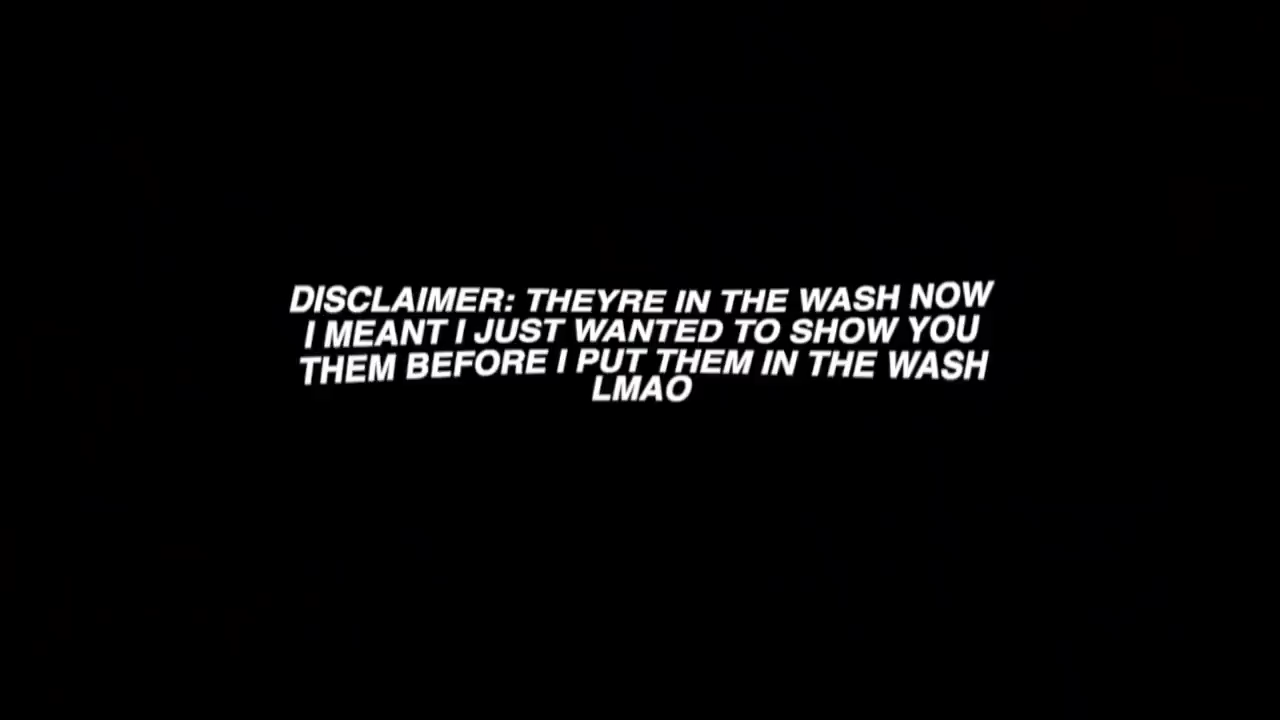 DISCLAIMER: THEYRE IN THE WASH NOW
I MEANT I JUST WANTED TO SHOW YOU
THEM BEFORE I PUT THEM IN THE WASH
LMAO